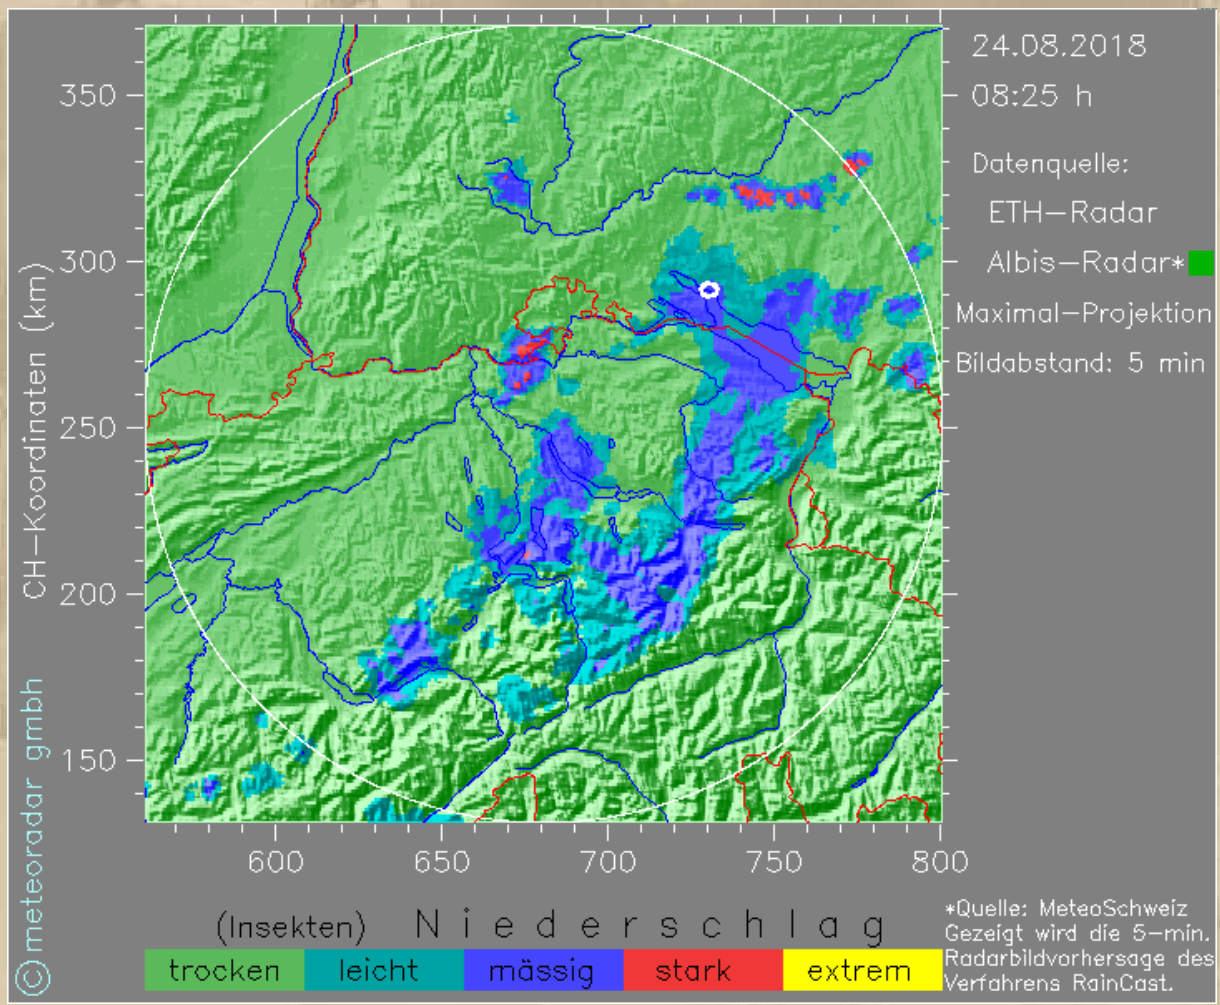 24.08.2018
08:25 h
Datenquelle:
ETH-Radar
Albis-Radar*
Maximal-Projektion
Bildabstand: 5 min
CH-Koordinaten (km)
350
300
250
200
150
600 650 700 750 800
©meteoradar gmbh
(Insekten) Niederschlag
trocken leicht mässig stark extrem
*Quelle: MeteoSchweiz
Gezeigt wird die 5-min.
Radarbildvorhersage des
Verfahrens RainCast.